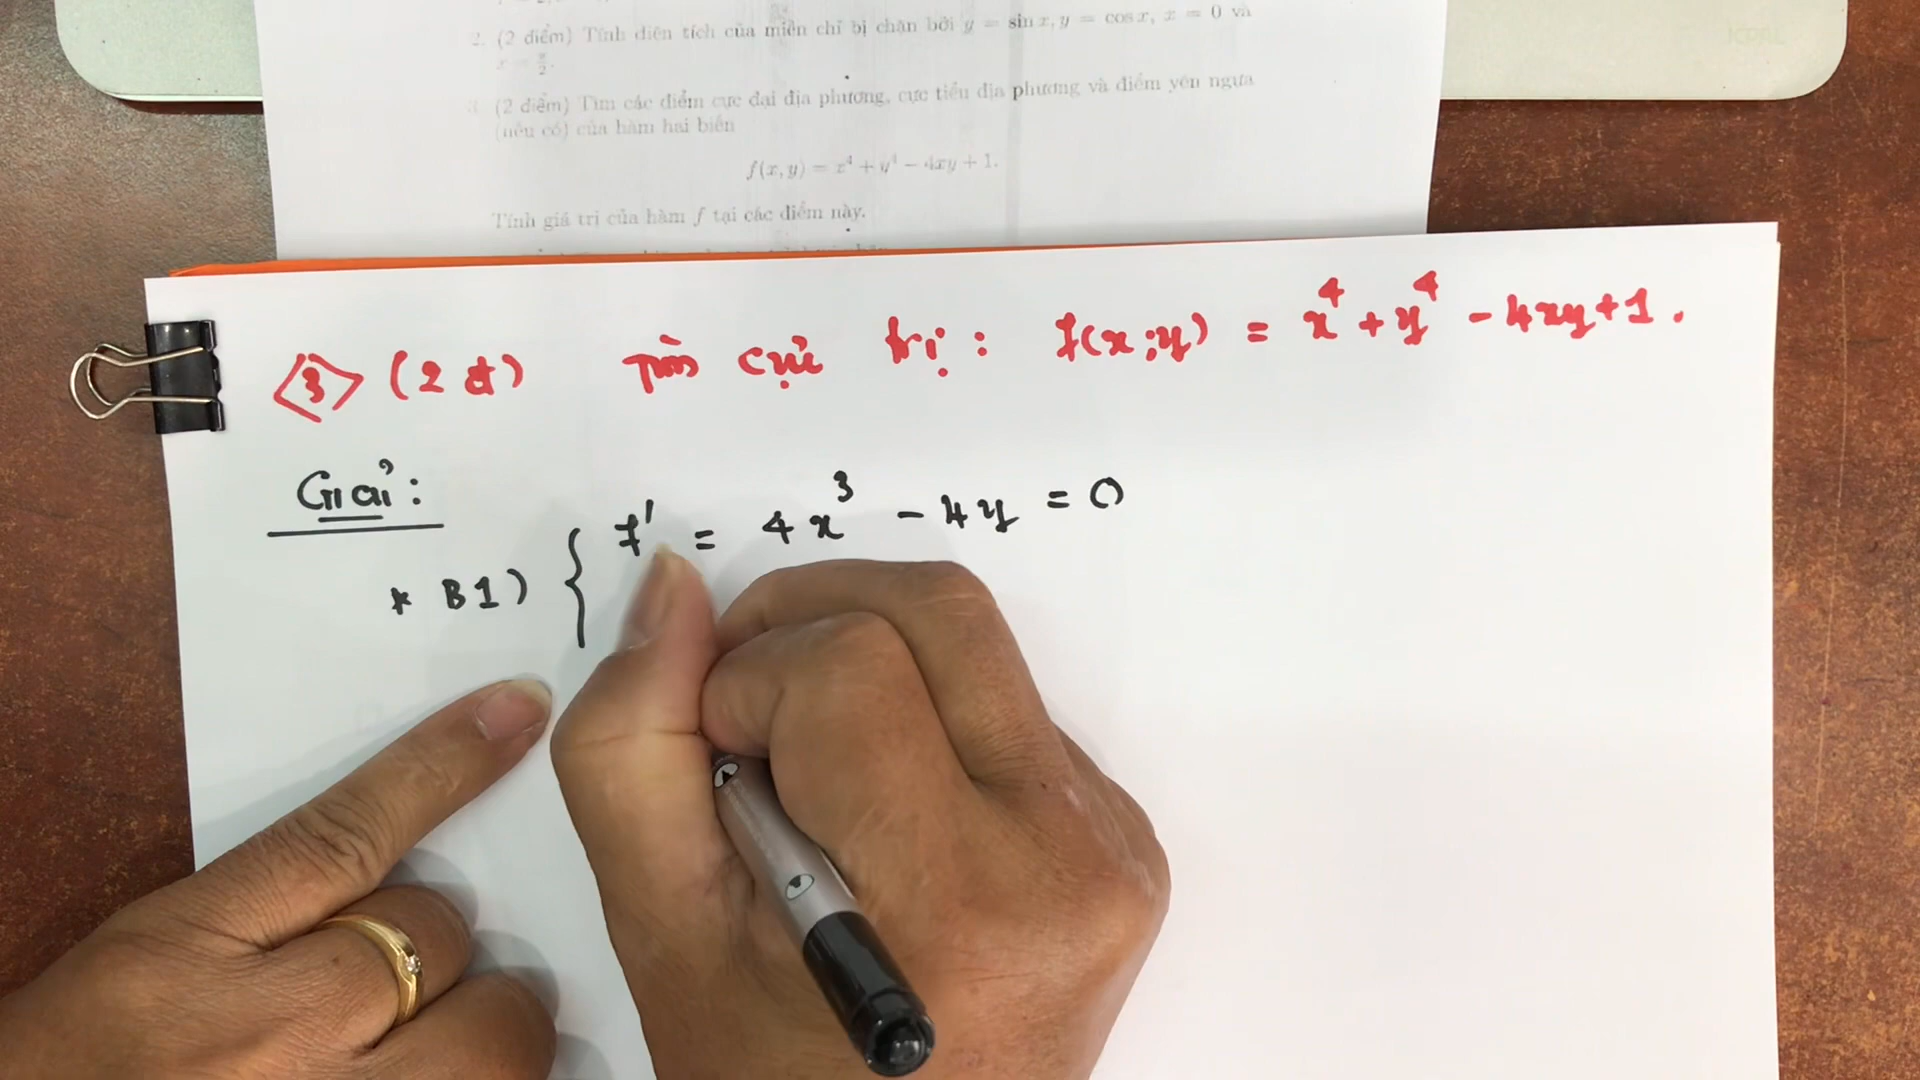 2. (2 điểm) Tính diện tích của miền chỉ bị chặn bởi y = sin x, y = cos x, x = 0 và
x = π/2.
3. (2 điểm) Tìm các điểm cực đại địa phương, cực tiểu địa phương và điểm yên ngựa
(nếu có) của hàm hai biến
f(x, y) = x⁴ + y⁴ − 4xy + 1.
Tính giá trị của hàm f tại các điểm này.
3 (2đ) Tìm cực trị: f(x;y) = x⁴ + y⁴ - 4xy + 1.
Giải:
f' = 4x³ - 4y = 0
* B1) {